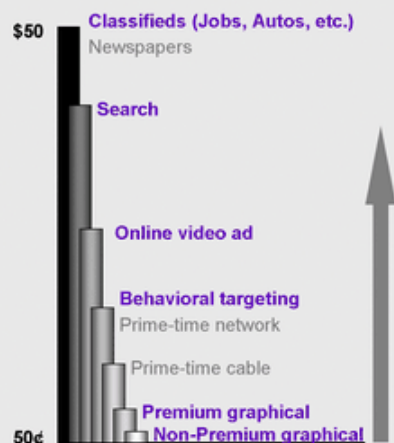 $50
Classifieds (Jobs, Autos, etc.)
Newspapers
Search
Online video ad
Behavioral targeting
Prime-time network
Prime-time cable
Premium graphical
Non-Premium graphical
50¢